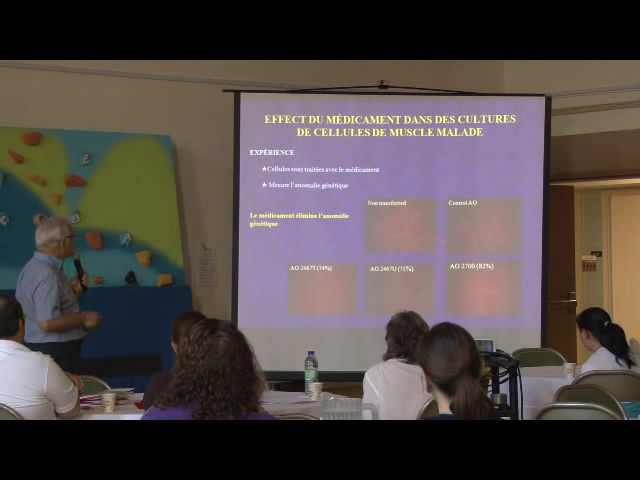 EFFECT DU MÉDICAMENT DANS DES CULTURES
DE CELLULES DE MUSCLE MALADE
EXPÉRIENCE
★Cellules sont traitées avec le médicament
★ Mesure l'anomalie génétique
Le médicament élimine l'anomalie
génétique
Non transferred
Control AO
AO 2467T (74%)
AO 2467U (71%)
AO 2700 (82%)